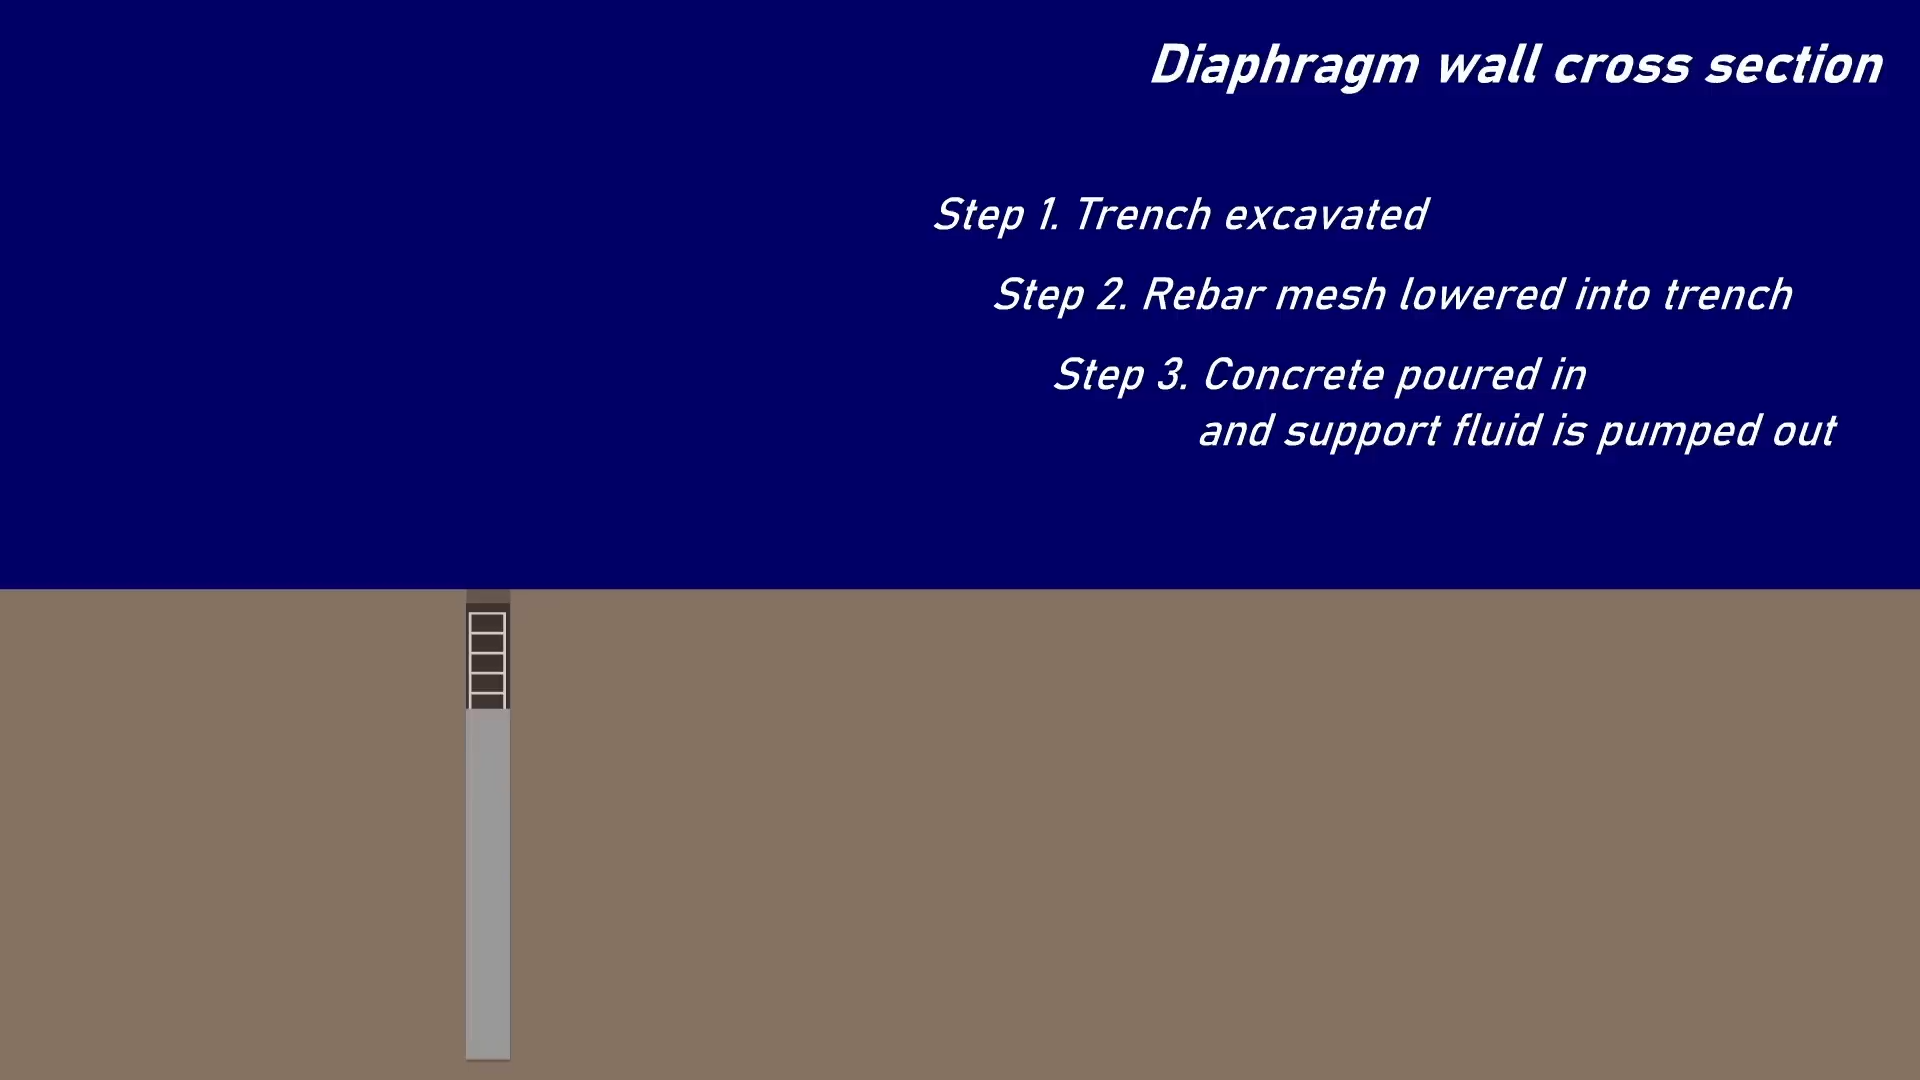 Diaphragm wall cross section
Step 1. Trench excavated
Step 2. Rebar mesh lowered into trench
Step 3. Concrete poured in
and support fluid is pumped out